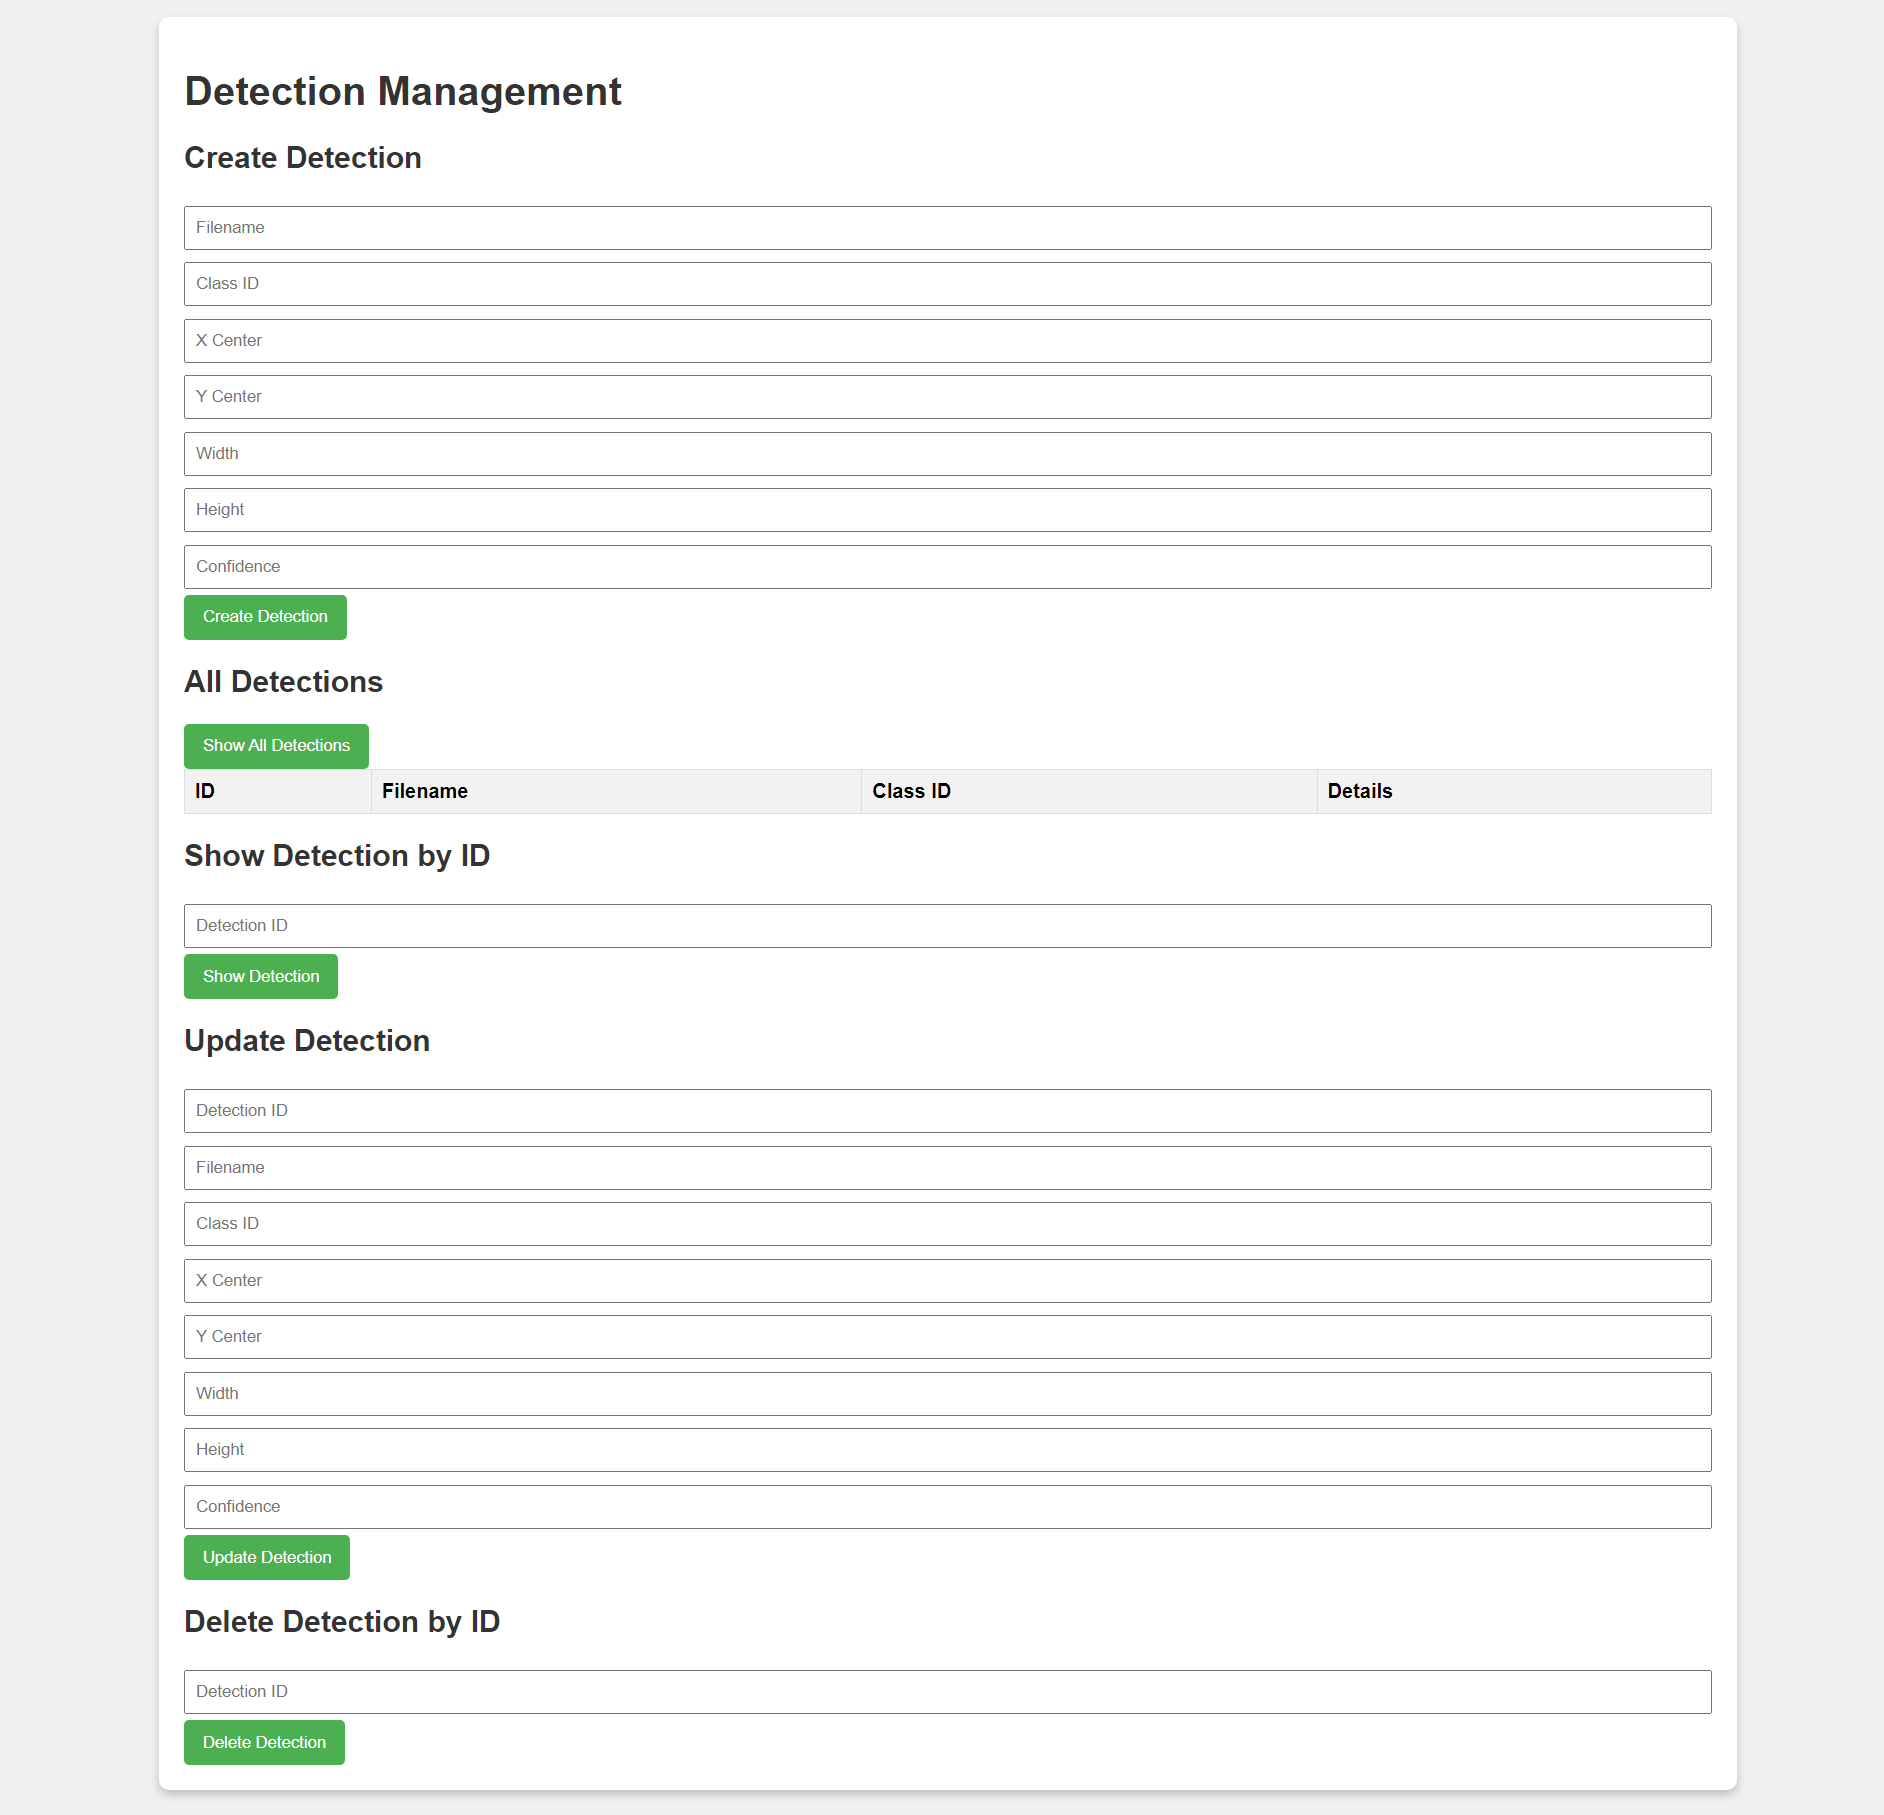 Detection Management
Create Detection
Filename
Class ID
X Center
Y Center
Width
Height
Confidence
Create Detection
All Detections
Show All Detections
ID Filename Class ID Details
Show Detection by ID
Detection ID
Show Detection
Update Detection
Detection ID
Filename
Class ID
X Center
Y Center
Width
Height
Confidence
Update Detection
Delete Detection by ID
Detection ID
Delete Detection